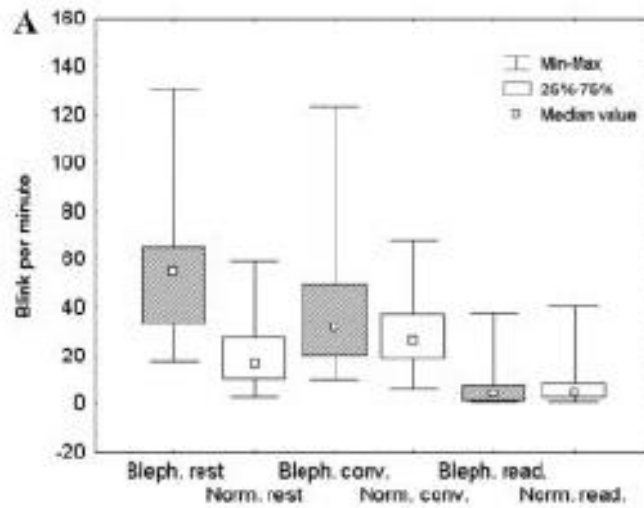 A
160
140
120
100
80
60
40
20
0
-20
Blink per minute
Min-Max
25%-75%
Median value
Bleph. rest
Norm. rest
Bleph. conv.
Norm. conv.
Bleph. read.
Norm. read.